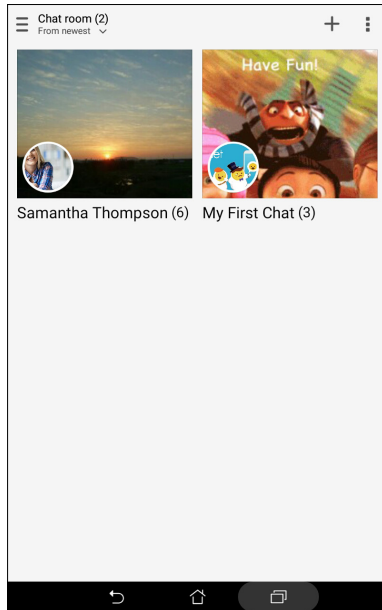 Chat room (2)
From newest
Have Fun!
Samantha Thompson (6)
My First Chat (3)